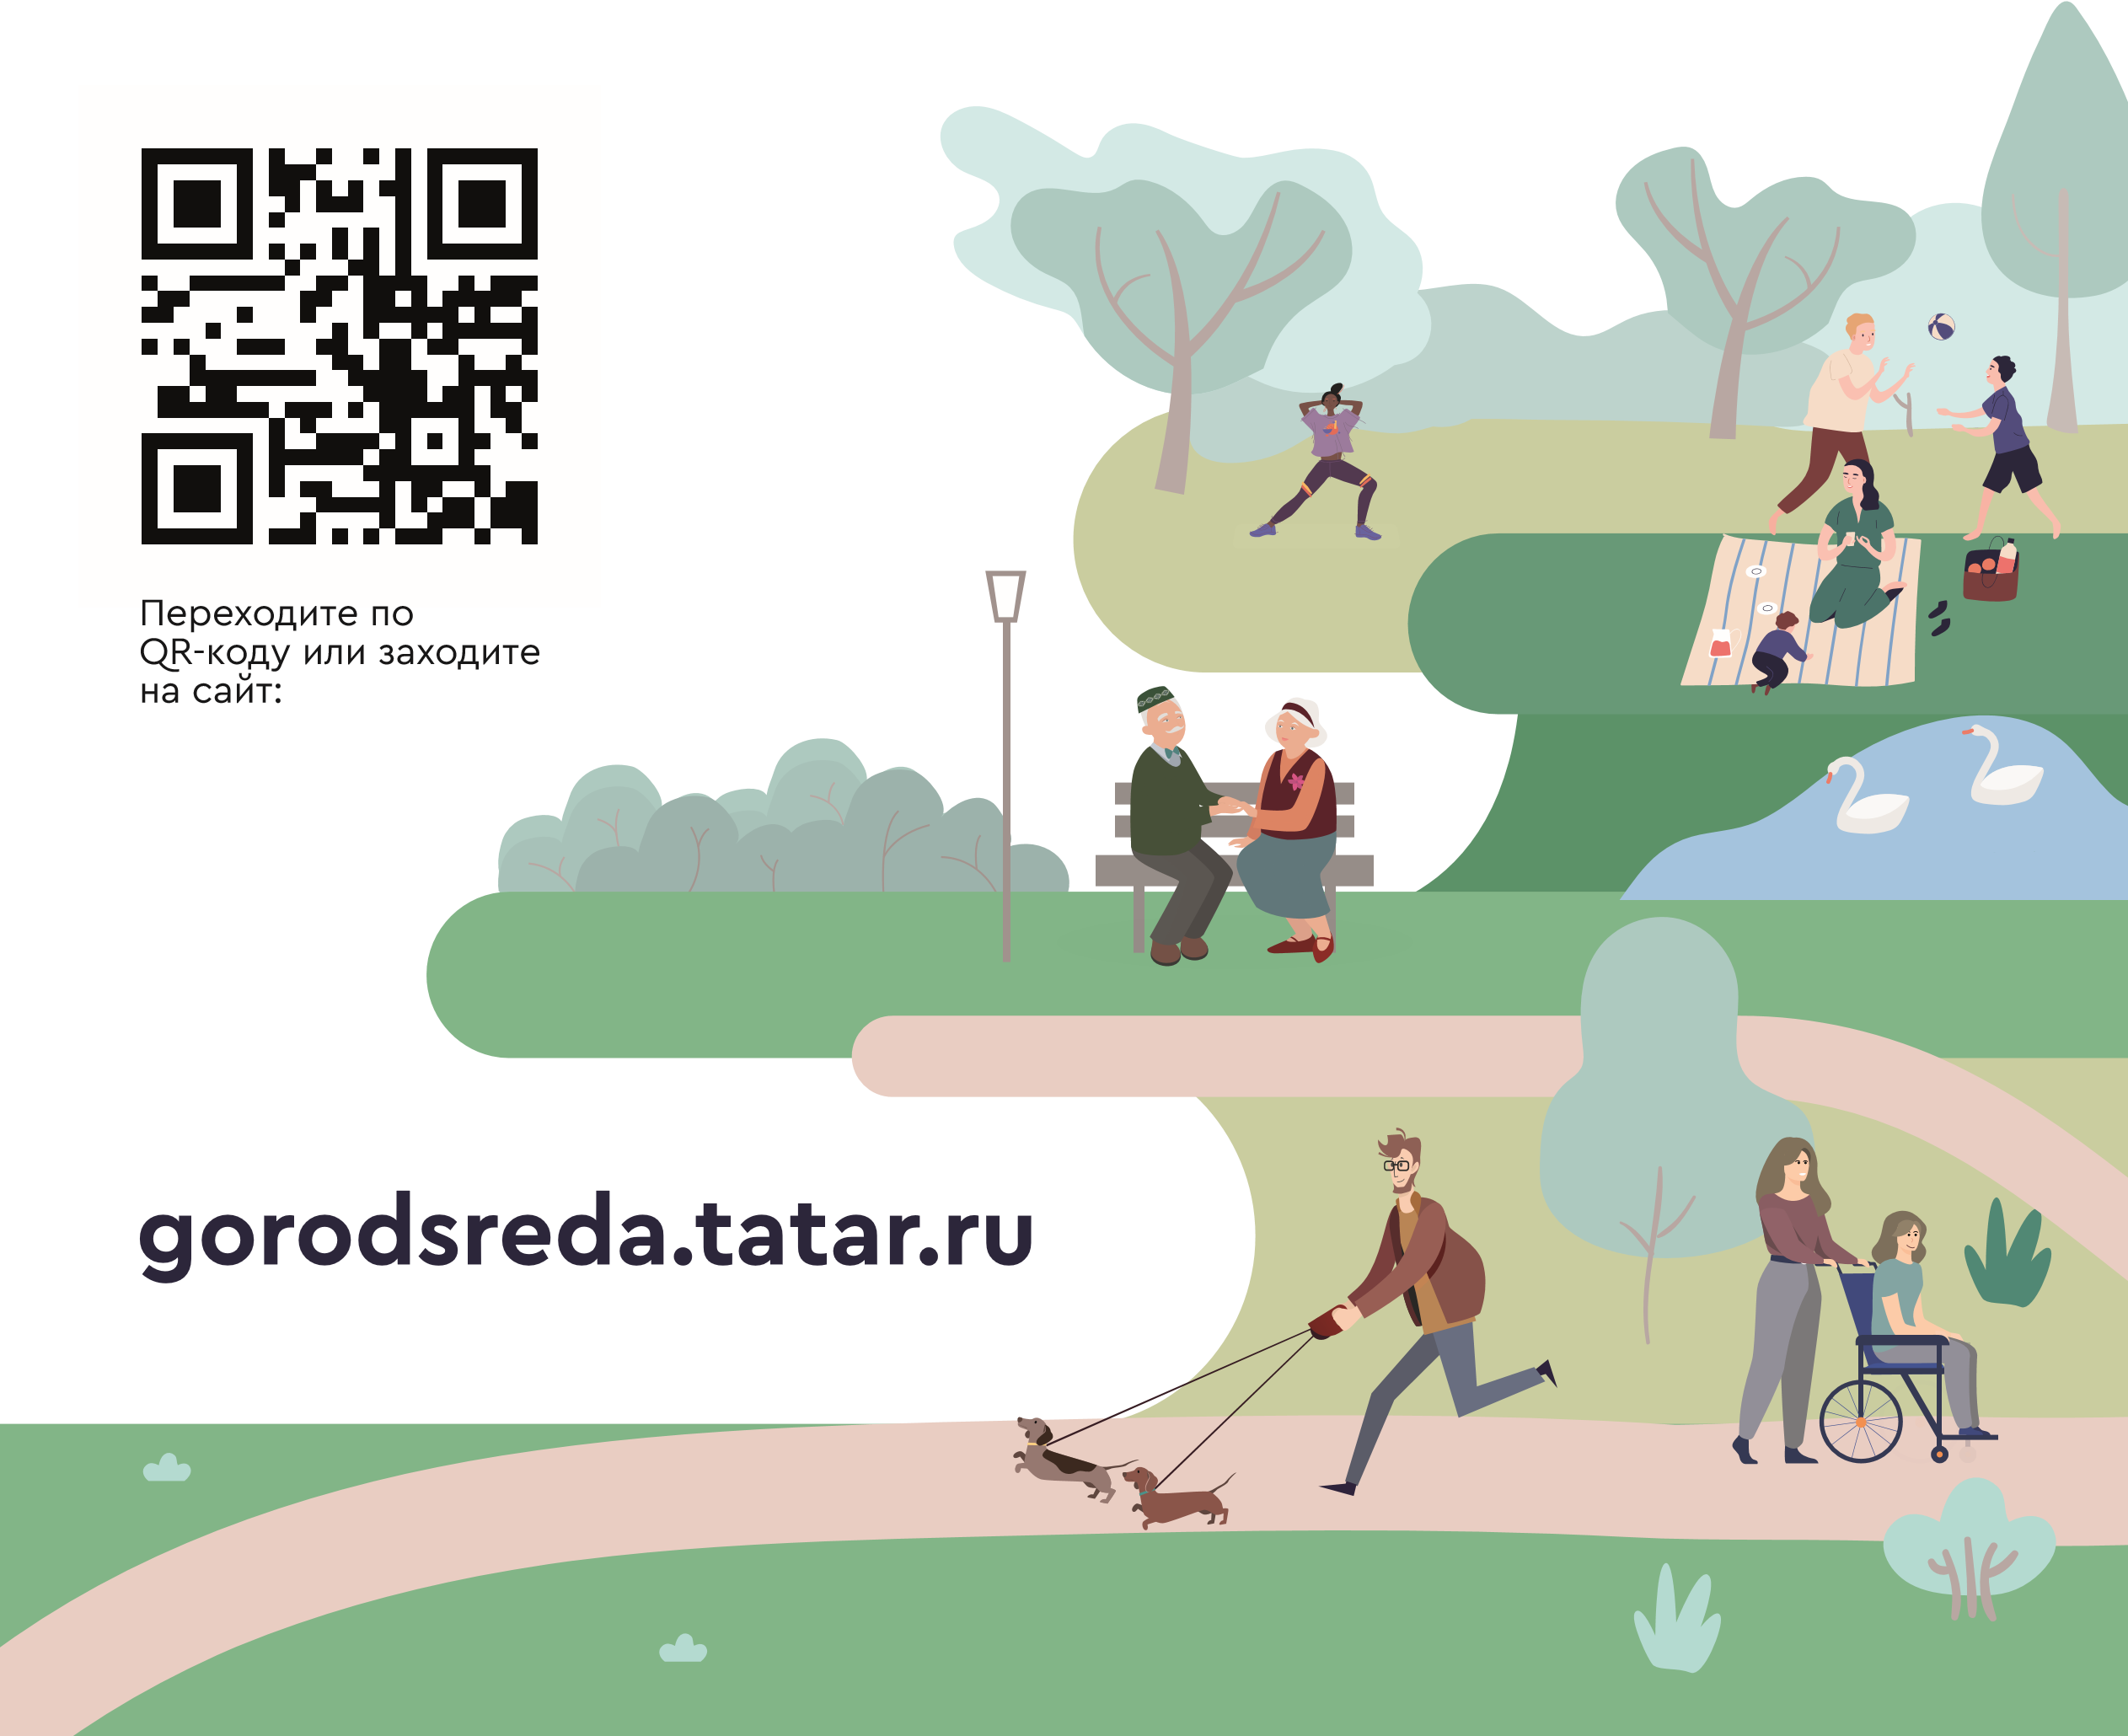 Переходите по
QR-коду или заходите
на сайт:
gorodsreda.tatar.ru